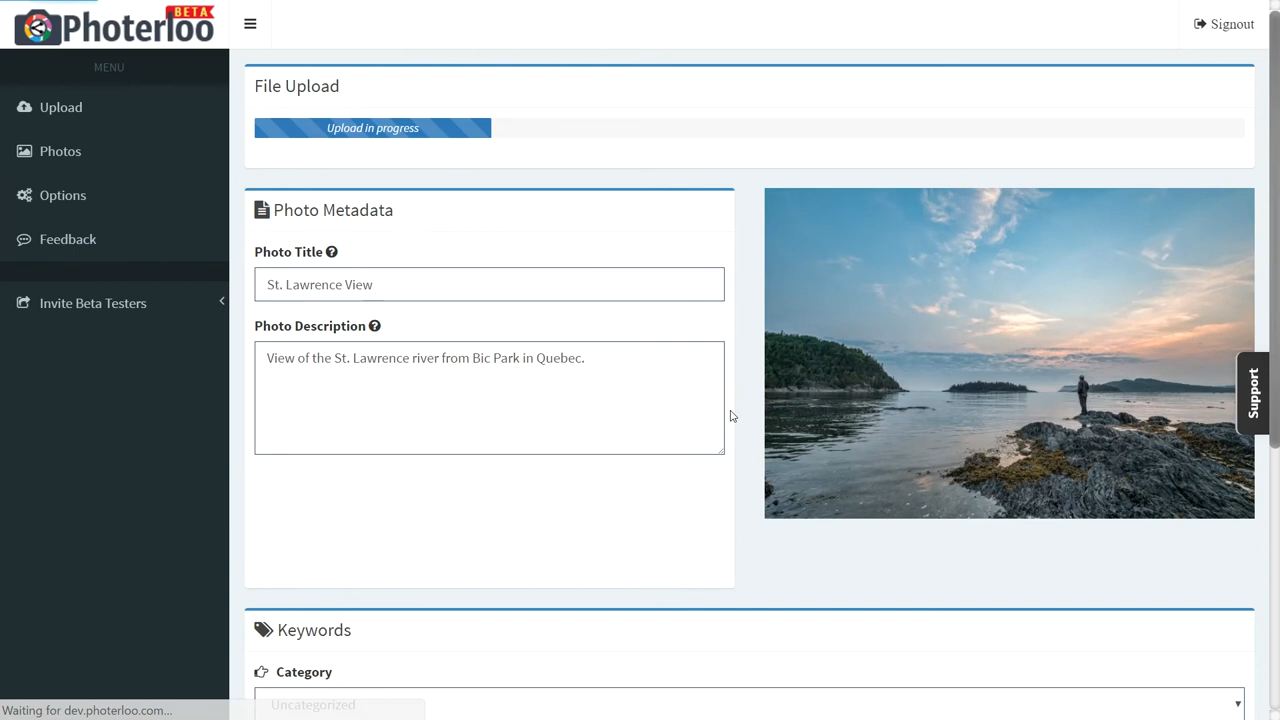 Photerloo
BETA
Signout
MENU
Upload
Photos
Options
Feedback
Invite Beta Testers
File Upload
Upload in progress
Photo Metadata
Photo Title
St. Lawrence View
Photo Description
View of the St. Lawrence river from Bic Park in Quebec.
Support
Keywords
Category
Uncategorized
Waiting for dev.photerloo.com...